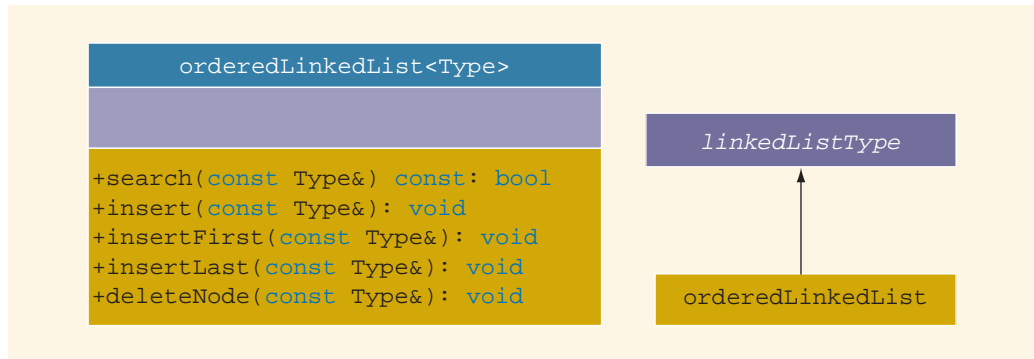 orderedLinkedList<Type>
+search(const Type&) const: bool
+insert(const Type&): void
+insertFirst(const Type&): void
+insertLast(const Type&): void
+deleteNode(const Type&): void
linkedListType
orderedLinkedList